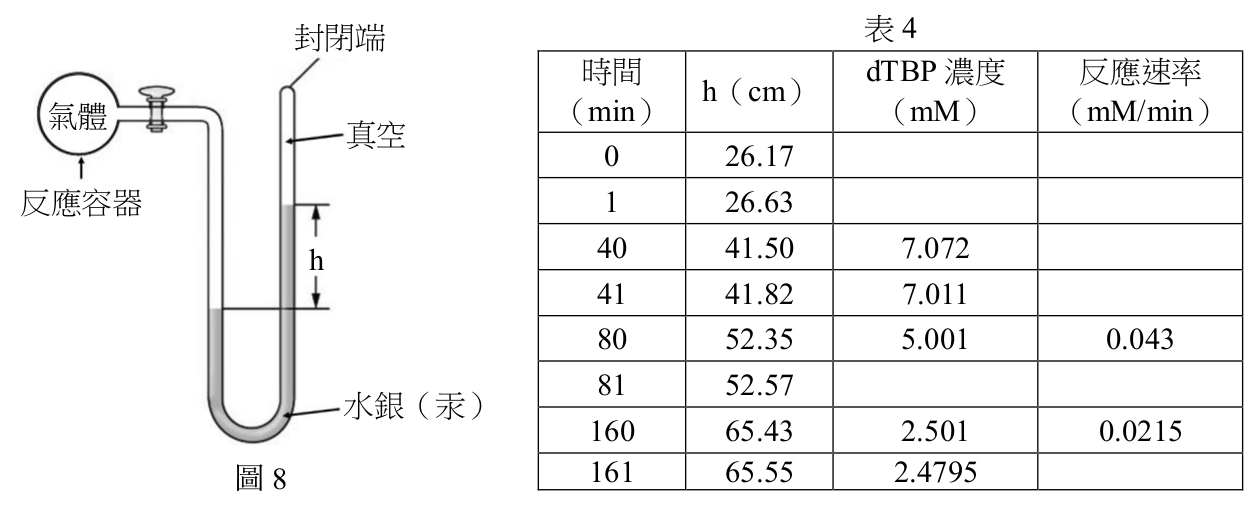 封閉端
氣體
真空
反應容器
h
水銀（汞）
圖 8
表 4
時間（min） h（cm） dTBP 濃度（mM） 反應速率（mM/min）
0 26.17
1 26.63
40 41.50 7.072
41 41.82 7.011
80 52.35 5.001 0.043
81 52.57
160 65.43 2.501 0.0215
161 65.55 2.4795